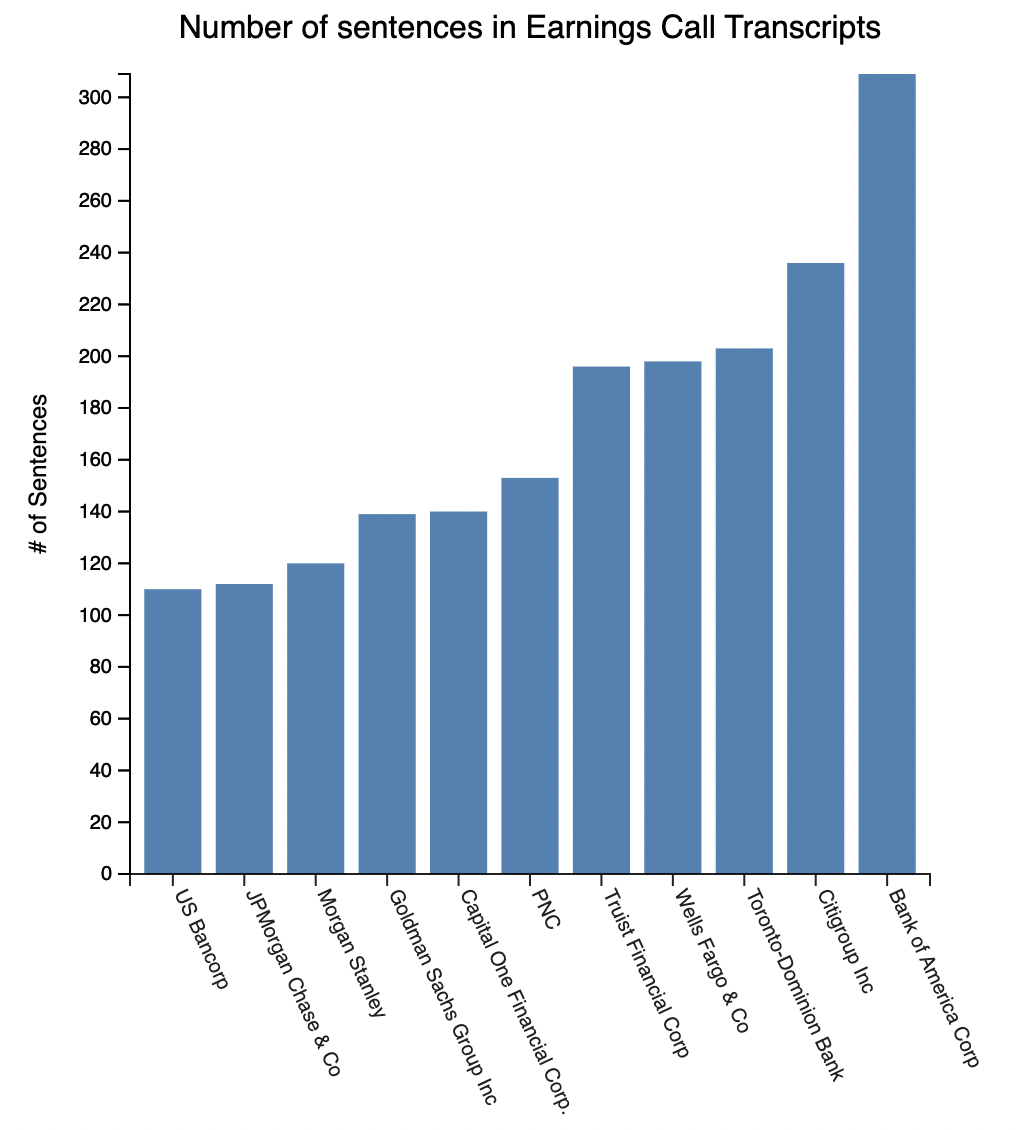 Number of sentences in Earnings Call Transcripts
# of Sentences
300
280
260
240
220
200
180
160
140
120
100
80
60
40
20
0
US Bancorp
JPMorgan Chase & Co
Morgan Stanley
Goldman Sachs Group Inc
Capital One Financial Corp.
PNC
Truist Financial Corp
Wells Fargo & Co
Toronto-Dominion Bank
Citigroup Inc
Bank of America Corp